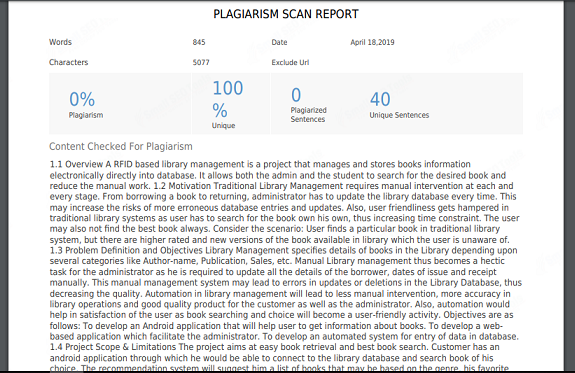 PLAGIARISM SCAN REPORT
Words 845 Date April 18,2019
Characters 5077 Exclude Url
0%
Plagiarism
100
%
Unique
0
Plagiarized
Sentences
40
Unique Sentences
Content Checked For Plagiarism
1.1 Overview A RFID based library management is a project that manages and stores books information
electronically directly into database. It allows both the admin and the student to search for the desired book and
reduce the manual work. 1.2 Motivation Traditional Library Management requires manual intervention at each and
every stage. From borrowing a book to returning, administrator has to update the library database every time. This
may increase the risks of more erroneous database entries and updates. Also, user friendliness gets hampered in
traditional library systems as user has to search for the book own his own, thus increasing time constraint. The user
may also not find the best book always. Consider the scenario: User finds a particular book in traditional library
system, but there are higher rated and new versions of the book available in library which the user is unaware of.
1.3 Problem Definition and Objectives Library Management specifies details of books in the Library depending upon
several categories like Author-name, Publication, Sales, etc. Manual Library Management thus becomes a hectic
task for the administrator as he is required to update all the details of the borrower, dates of issue and receipt
manually. This manual management system may lead to errors in updates or deletions in the Library Database, thus
decreasing the quality. Automation in library management will lead to less manual intervention, more accuracy in
library operations and good quality product for the customer as well as the administrator. Also, automation would
help in satisfaction of the user as book searching and choice will become a user-friendly activity. Objectives are as
follows: To develop an Android application that will help user to get information about books. To develop a web-
based application which facilitate the administrator. To develop an automated system for entry of data in database.
1.4 Project Scope & Limitations The project aims at easy book retrieval and best book search. Customer has an
android application through which he would be able to connect to the library database and search book of his
choice. The recommendation system will suggest him a list of books that may be based on the genre, his favorite